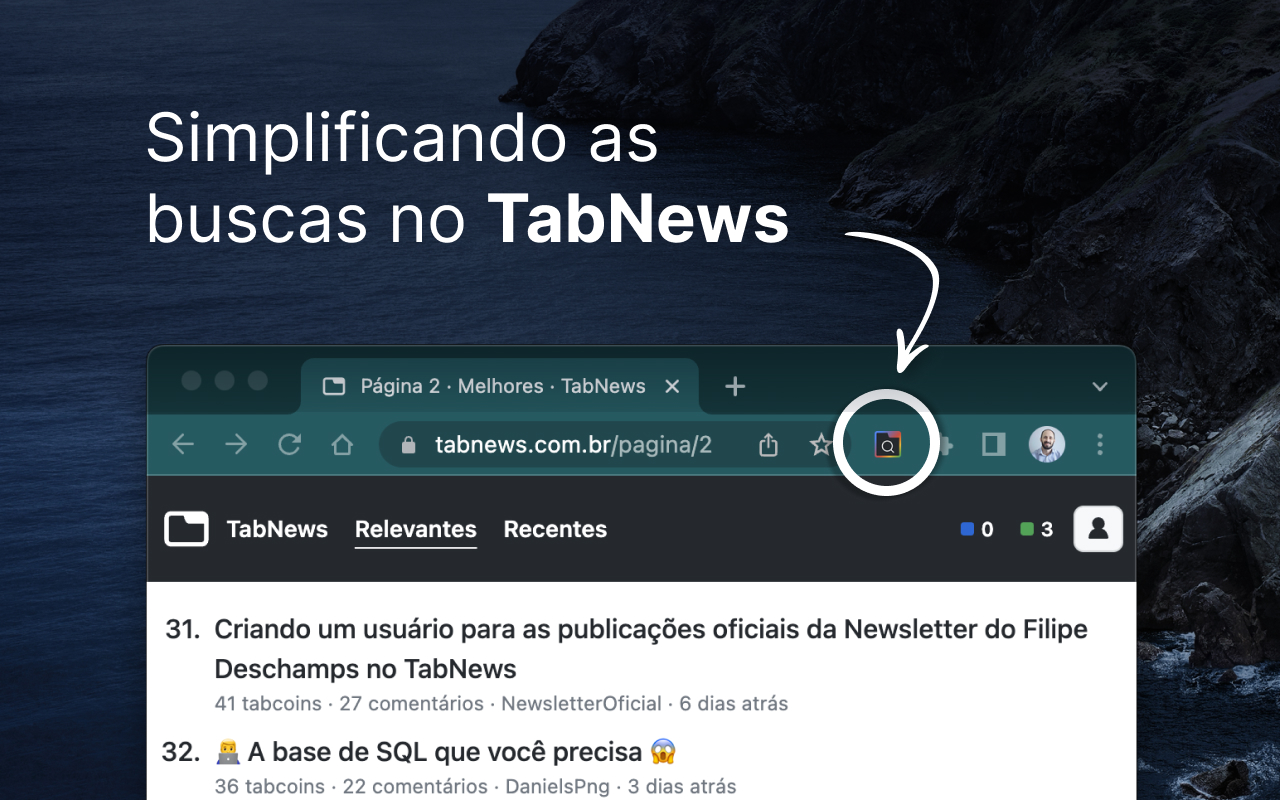 Simplificando as
buscas no TabNews
Página 2 · Melhores · TabNews
tabnews.com.br/pagina/2
TabNews Relevantes Recentes 0 3
31. Criando um usuário para as publicações oficiais da Newsletter do Filipe
Deschamps no TabNews
41 tabcoins · 27 comentários · NewsletterOficial · 6 dias atrás
32. 👨‍💻 A base de SQL que você precisa 😱
36 tabcoins · 22 comentários · DanielsPng · 3 dias atrás